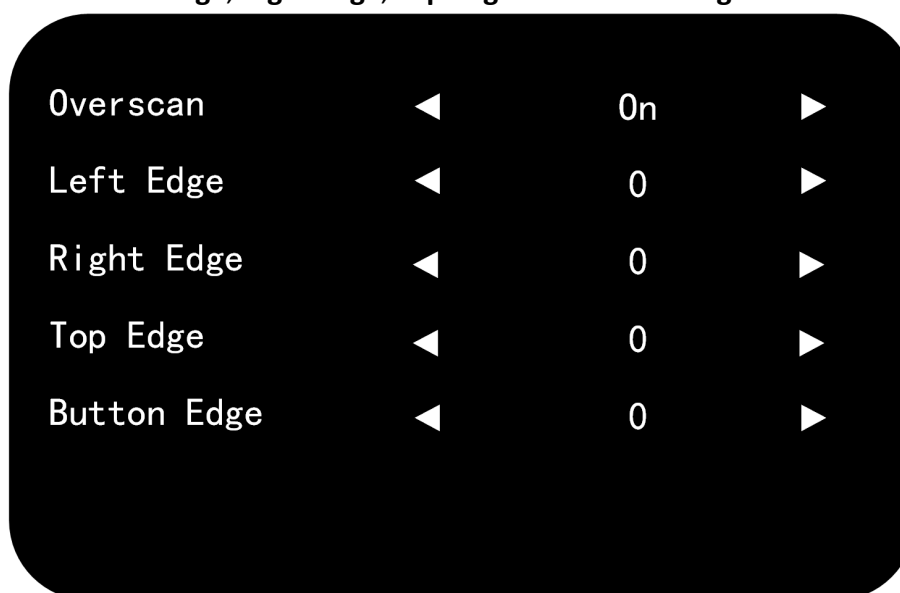 Overscan ◀ On ▶
Left Edge ◀ 0 ▶
Right Edge ◀ 0 ▶
Top Edge ◀ 0 ▶
Button Edge ◀ 0 ▶